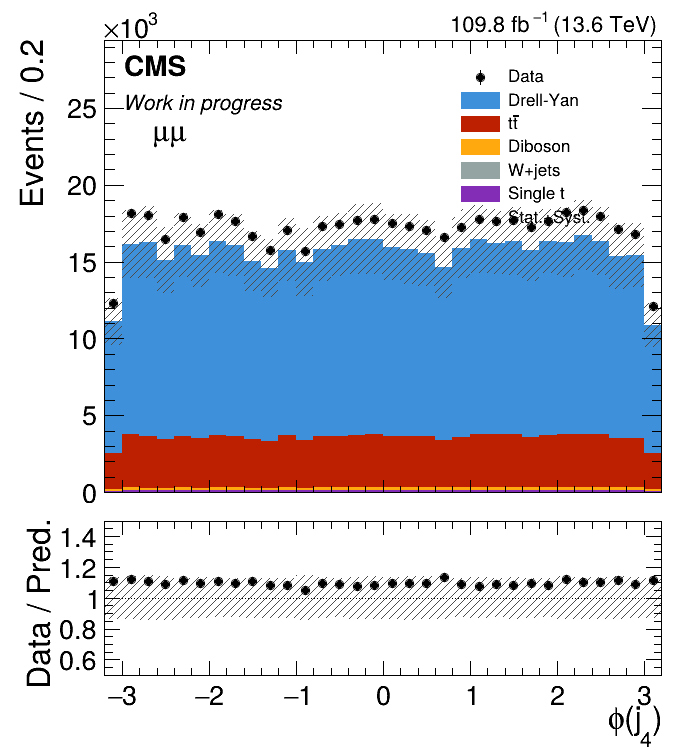 ×10³
109.8 fb⁻¹ (13.6 TeV)
Events / 0.2
CMS
Work in progress
μμ
Data
Drell-Yan
tt̅
Diboson
W+jets
Single t
Stat.+Syst.
25
20
15
10
5
0
Data / Pred.
1.4
1.2
1
0.8
0.6
−3 −2 −1 0 1 2 3
ϕ(j₄)